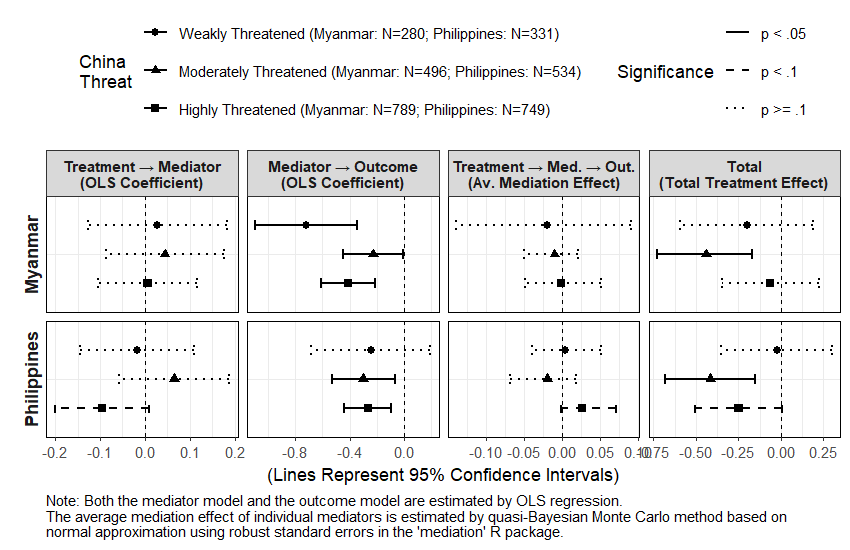 China
Threat
Weakly Threatened (Myanmar: N=280; Philippines: N=331)
Moderately Threatened (Myanmar: N=496; Philippines: N=534)
Highly Threatened (Myanmar: N=789; Philippines: N=749)
Significance
p < .05
p < .1
p >= .1
Treatment → Mediator
(OLS Coefficient)
Mediator → Outcome
(OLS Coefficient)
Treatment → Med. → Out.
(Av. Mediation Effect)
Total
(Total Treatment Effect)
Myanmar
Philippines
-0.2 -0.1 0.0 0.1 0.2
-0.8 -0.4 0.0
-0.10 -0.05 0.00 0.05 0.10
-0.75 -0.50 -0.25 0.00 0.25
(Lines Represent 95% Confidence Intervals)
Note: Both the mediator model and the outcome model are estimated by OLS regression.
The average mediation effect of individual mediators is estimated by quasi-Bayesian Monte Carlo method based on
normal approximation using robust standard errors in the 'mediation' R package.